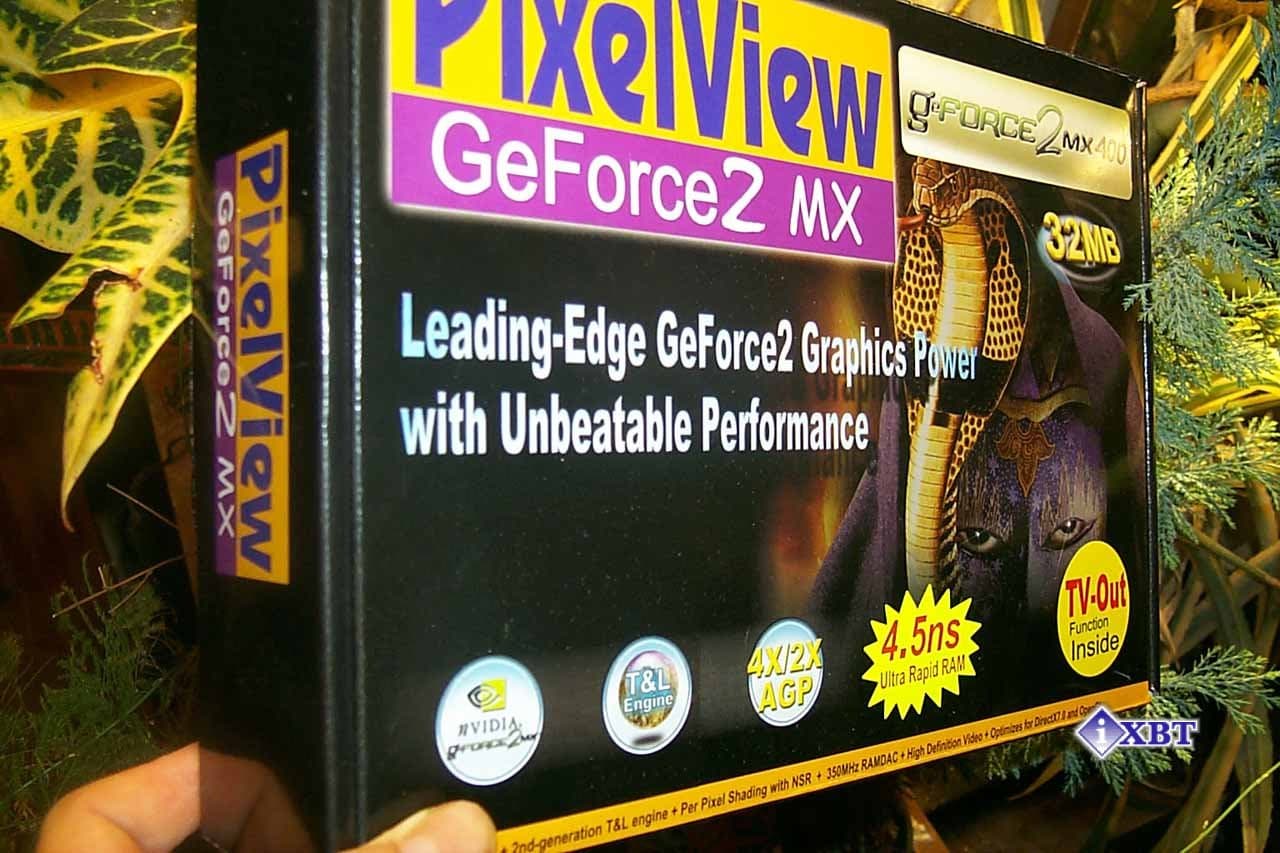 PixelView
GeForce2 MX
GeForce2 MX400
32MB
PixelView
GeForce2 MX
Leading-Edge GeForce2 Graphics Power
with Unbeatable Performance
nVIDIA
GeForce2 MX
T&L
Engine
4X/2X
AGP
4.5ns
Ultra Rapid RAM
TV-Out
Function
Inside
+ 2nd-generation T&L engine + Per Pixel Shading with NSR + 350MHz RAMDAC + High Definition Video + Optimizes for DirectX7.0 and
iXBT